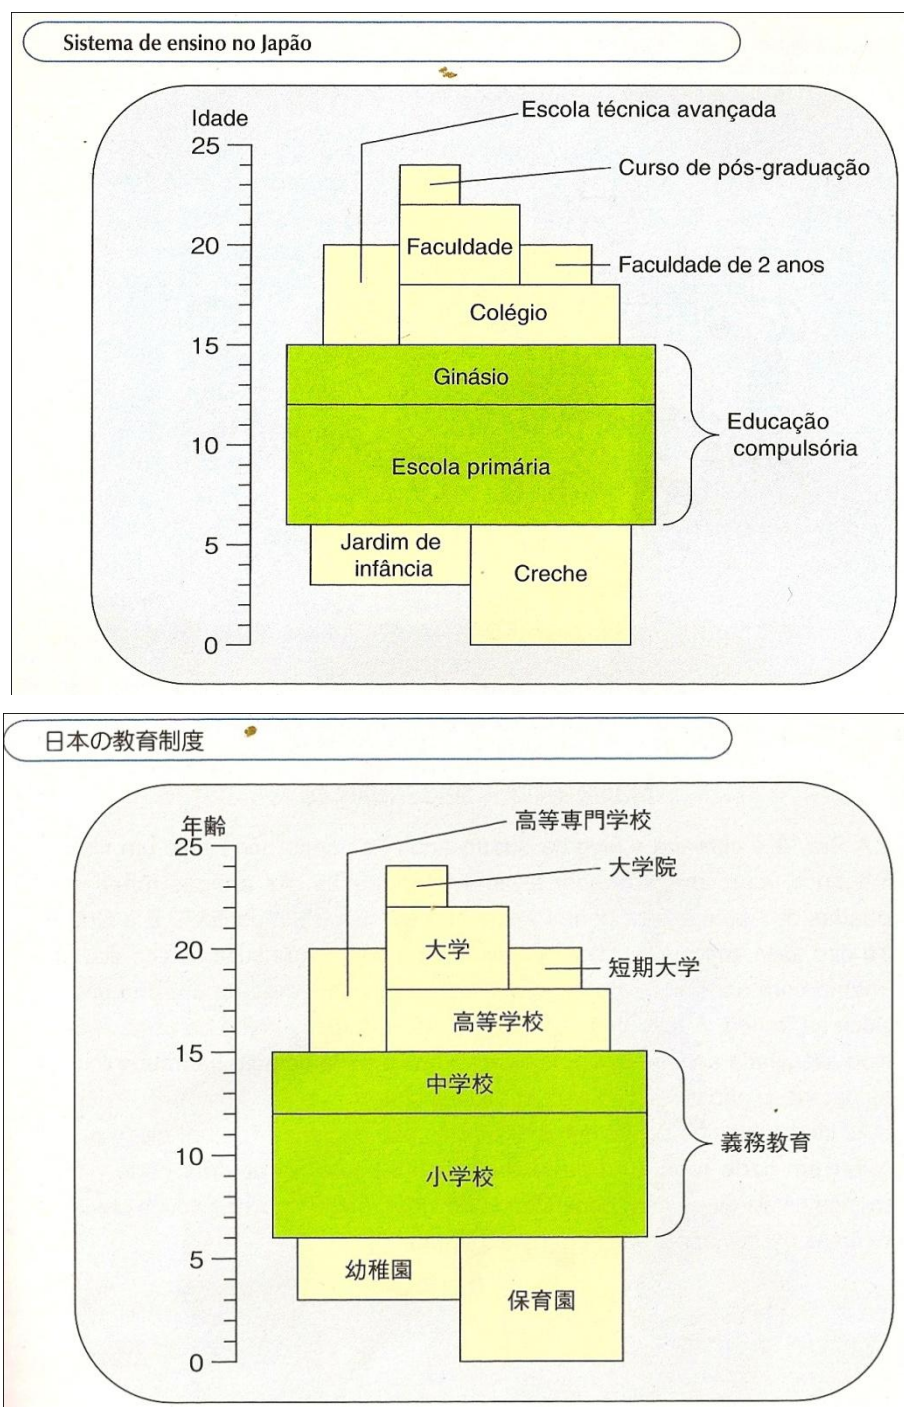 Sistema de ensino no Japão
Idade
Escola técnica avançada
25
Curso de pós-graduação
20
Faculdade
Faculdade de 2 anos
Colégio
15
Ginásio
Educação
compulsória
10
Escola primária
5
Jardim de
infância
Creche
0
日本の教育制度
年齢
高等専門学校
25
大学院
20
大学
短期大学
高等学校
15
中学校
義務教育
10
小学校
5
幼稚園
保育園
0